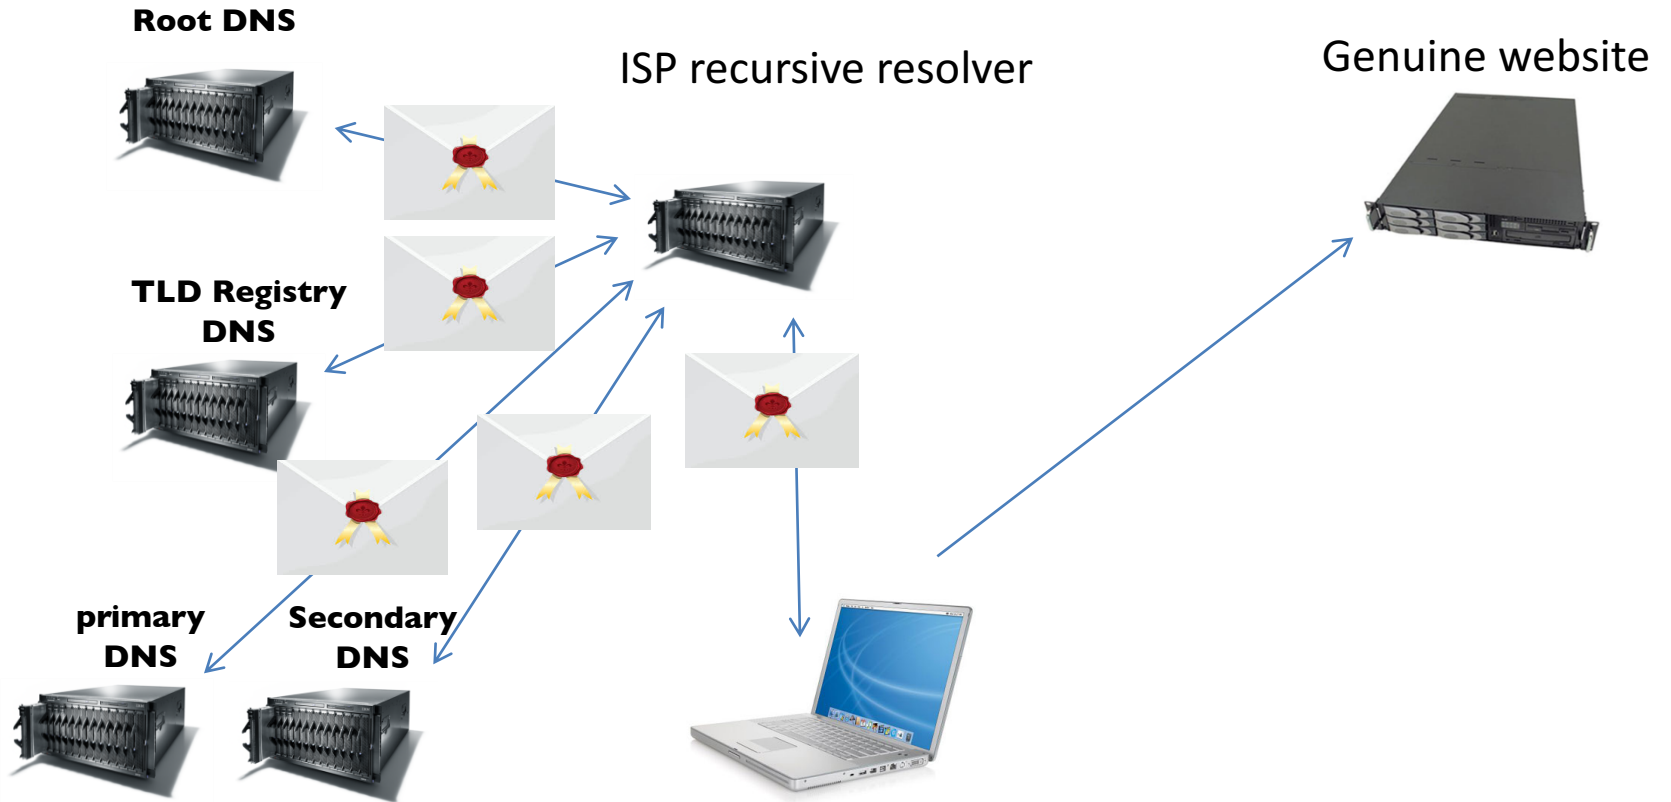 Root DNS
ISP recursive resolver
Genuine website
TLD Registry
DNS
primary
DNS
Secondary
DNS